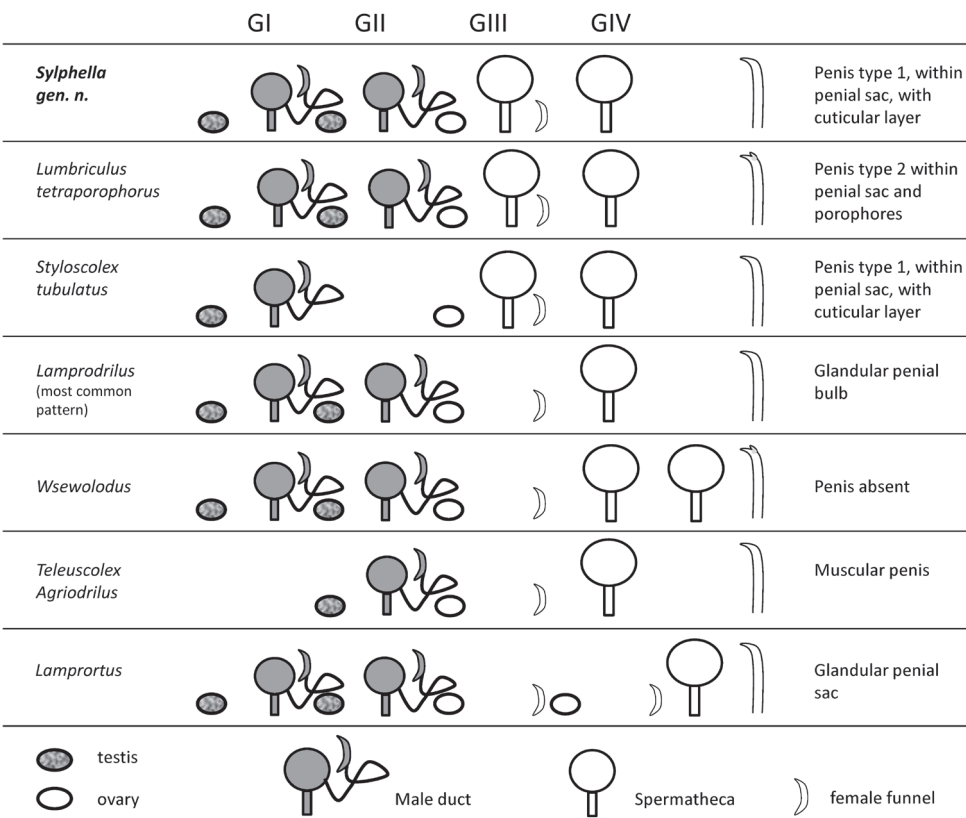 GI GII GIII GIV
Sylphella
gen. n.
Penis type 1, within
penial sac, with
cuticular layer
Lumbriculus
tetraporophorus
Penis type 2 within
penial sac and
porophores
Styloscolex
tubulatus
Penis type 1, within
penial sac, with
cuticular layer
Lamprodrilus
(most common
pattern)
Glandular penial
bulb
Wsewolodus
Penis absent
Teleuscolex
Agriodrilus
Muscular penis
Lamprortus
Glandular penial
sac
testis
ovary
Male duct
Spermatheca
female funnel